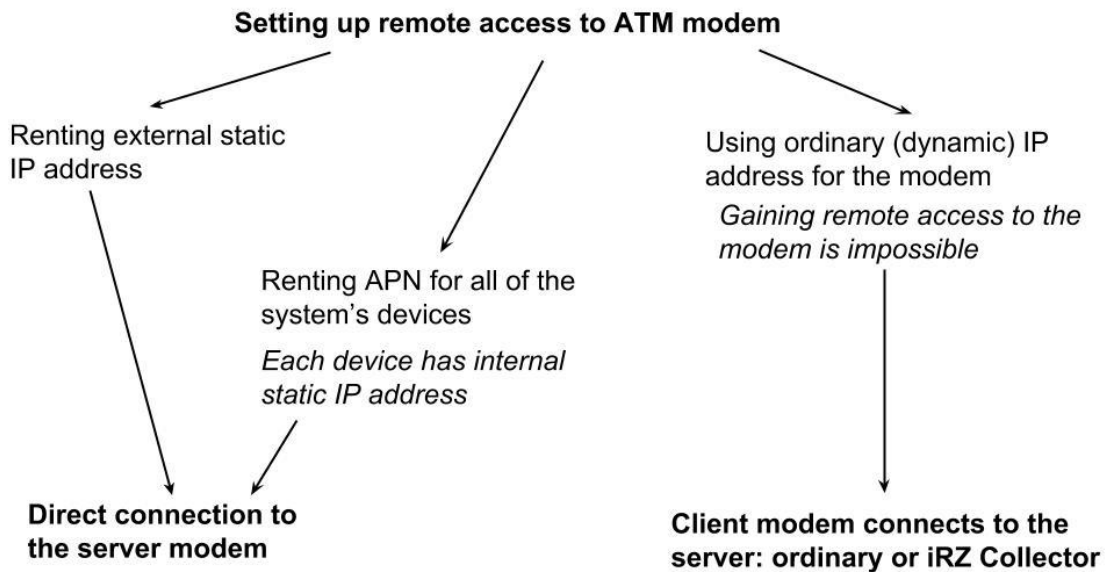 Setting up remote access to ATM modem
Renting external static
IP address
Using ordinary (dynamic) IP
address for the modem
Gaining remote access to the
modem is impossible
Renting APN for all of the
system's devices
Each device has internal
static IP address
Direct connection to
the server modem
Client modem connects to the
server: ordinary or iRZ Collector